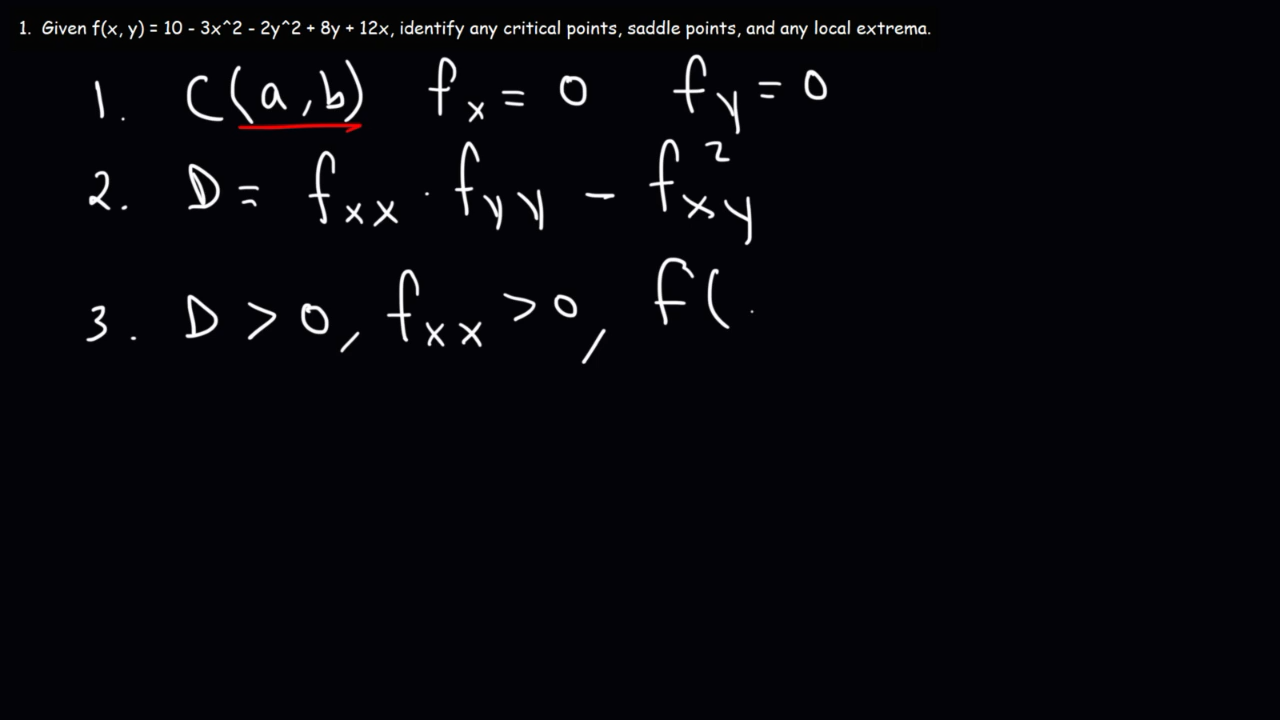 1. Given f(x, y) = 10 - 3x^2 - 2y^2 + 8y + 12x, identify any critical points, saddle points, and any local extrema.
1. C(a,b) fx = 0 fy = 0
2. D = fxx · fyy - fxy²
3. D > 0, fxx > 0, f(